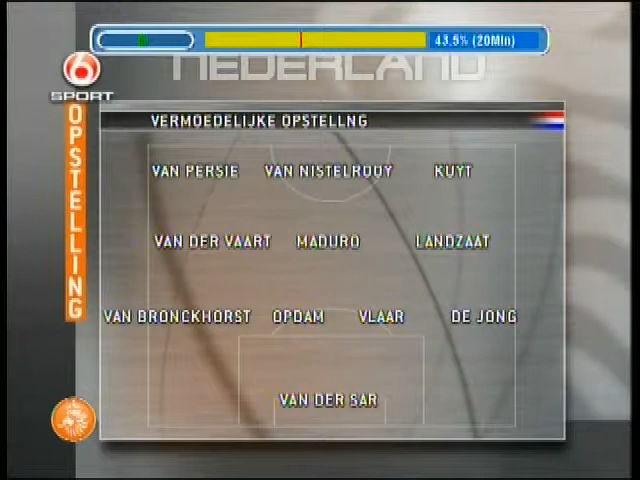 43.5% (20Min)
NEDERLAND
6
SPORT
OPSTELLING
VERMOEDELIJKE OPSTELLNG
VAN PERSIE VAN NISTELROOY KUYT
VAN DER VAART MADURO LANDZAAT
VAN BRONCKHORST OPDAM VLAAR DE JONG
VAN DER SAR